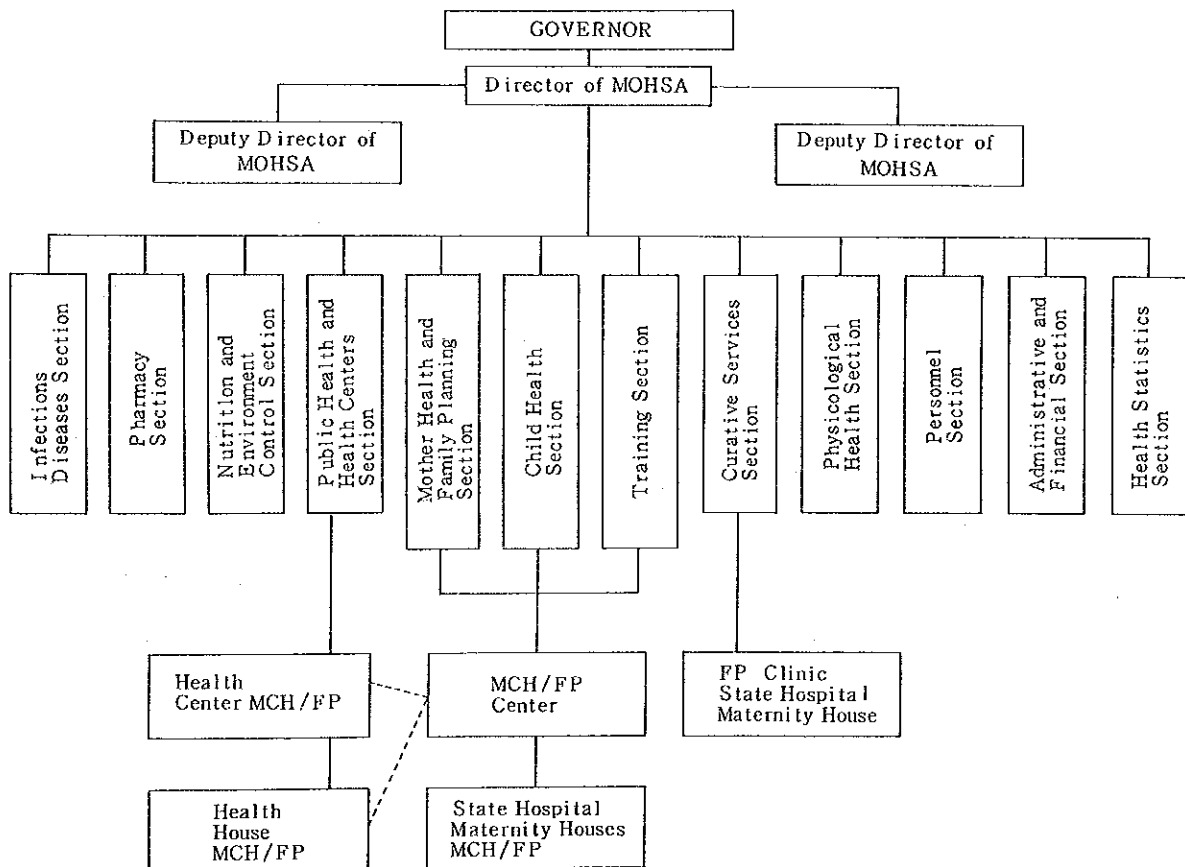 GOVERNOR
Director of MOHSA
Deputy Director of
MOHSA
Deputy Director of
MOHSA
Infections
Diseases Section
Pharmacy
Section
Nutrition and
Environment
Control Section
Public Health and
Health Centers
Section
Mother Health and
Family Planning
Section
Child Health
Section
Training Section
Curative Services
Section
Physicological
Health Section
Personnel
Section
Administrative and
Financial Section
Health Statistics
Section
Health
Center MCH/FP
MCH/FP
Center
FP Clinic
State Hospital
Maternity House
Health
House
MCH/FP
State Hospital
Maternity Houses
MCH/FP